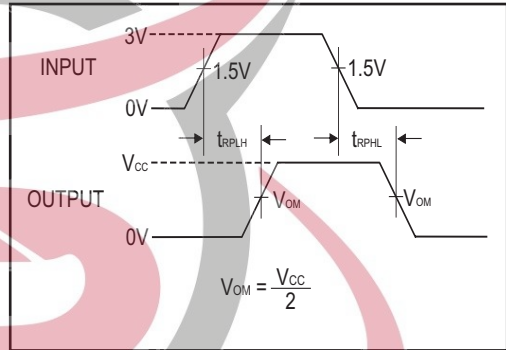 3V
INPUT
1.5V
1.5V
0V
tRPLH
tRPHL
VCC
OUTPUT
VOM
VOM
0V
VOM = VCC
2